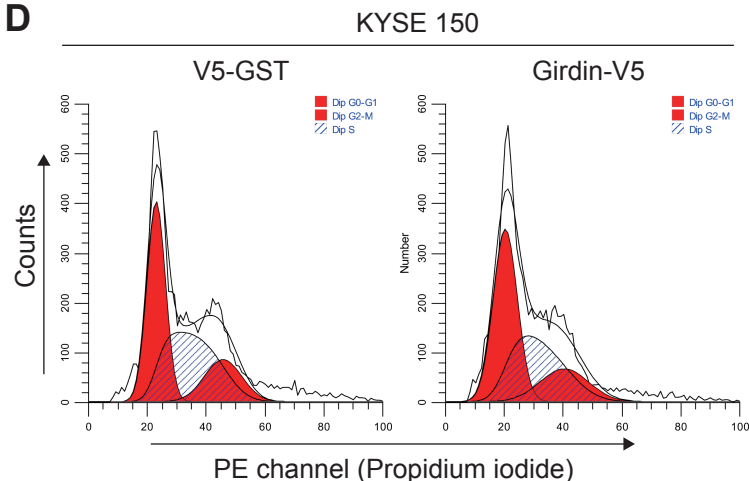 D
KYSE 150
V5-GST
Girdin-V5
Dip G0-G1
Dip G2-M
Dip S
Dip G0-G1
Dip G2-M
Dip S
Counts
600
500
400
300
200
100
0
0 20 40 60 80 100
Number
600
500
400
300
200
100
0
0 20 40 60 80 100
PE channel (Propidium iodide)